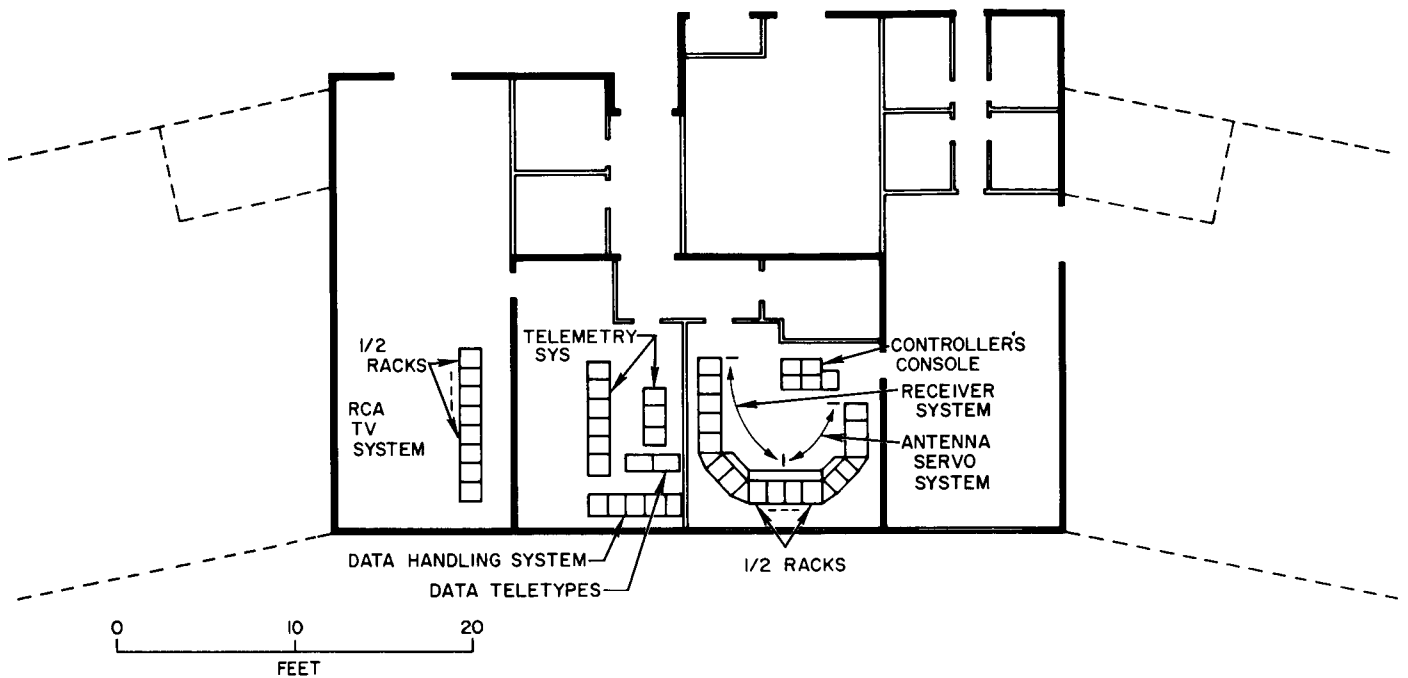 1/2
RACKS
RCA
TV
SYSTEM
TELEMETRY
SYS
CONTROLLER'S
CONSOLE
RECEIVER
SYSTEM
ANTENNA
SERVO
SYSTEM
DATA HANDLING SYSTEM
DATA TELETYPES
1/2 RACKS
0 10 20
FEET